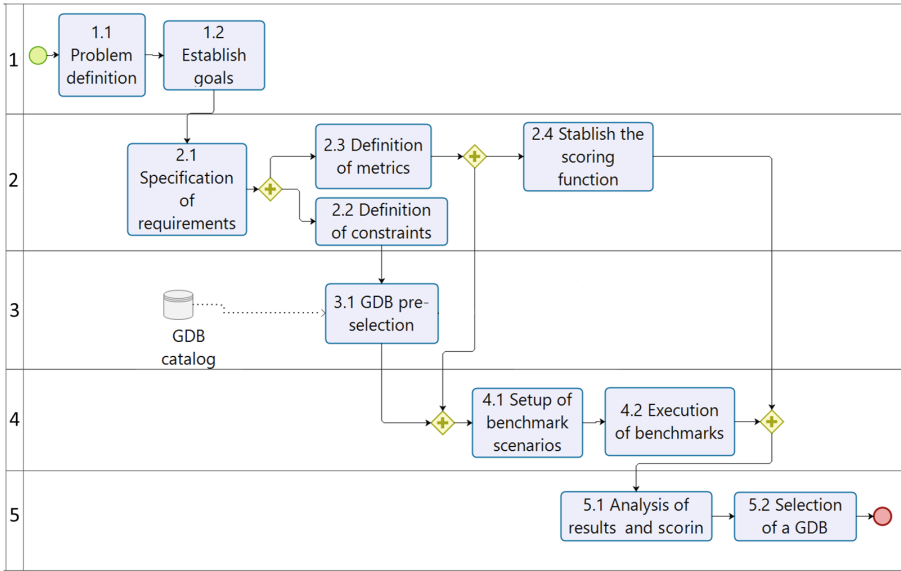 1
1.1
Problem
definition
1.2
Establish
goals
2
2.1
Specification
of
requirements
2.3 Definition
of metrics
2.2 Definition
of constraints
2.4 Stablish the
scoring
function
3
GDB
catalog
3.1 GDB pre-
selection
4
4.1 Setup of
benchmark
scenarios
4.2 Execution
of benchmarks
5
5.1 Analysis of
results and scorin
5.2 Selection
of a GDB